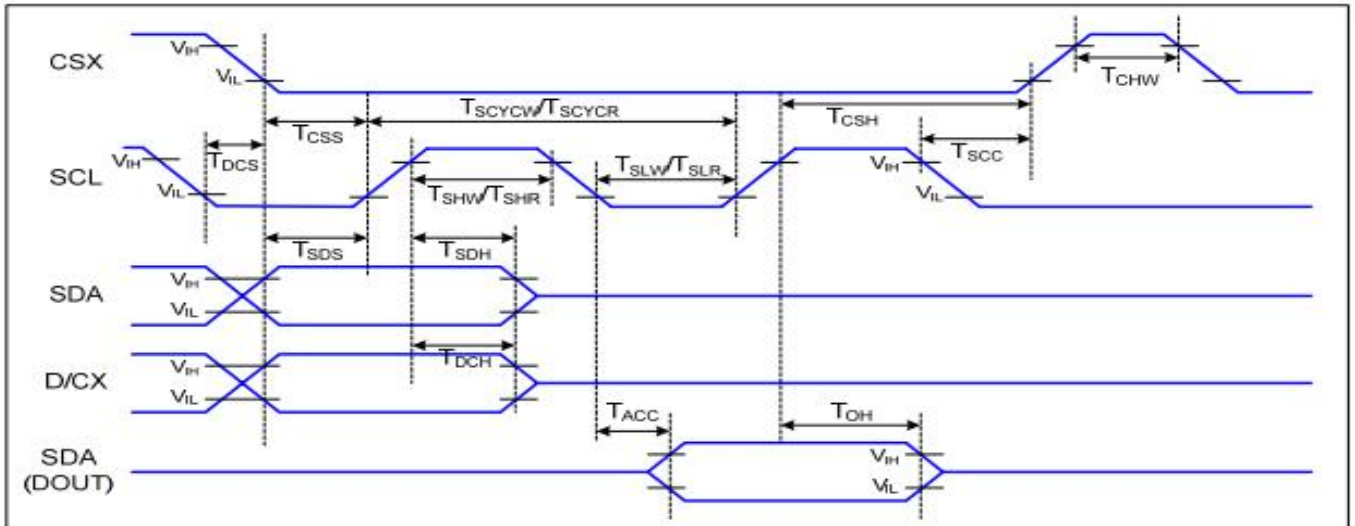 CSX
VIH
VIL
TCHW
TSCYCW/TSCYCR
TCSS
TCSH
TDCS
TSCC
SCL
VIH
VIL
TSHW/TSHR
TSLW/TSLR
VIH
VIL
TSDS
TSDH
SDA
VIH
VIL
D/CX
VIH
VIL
TDCH
TACC
TOH
SDA
(DOUT)
VIH
VIL